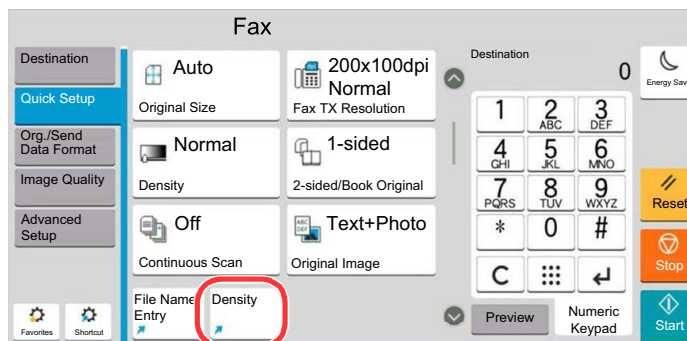 Fax
Destination
Quick Setup
Org./Send
Data Format
Image Quality
Advanced
Setup
Favorites
Shortcut
Auto
Original Size
200x100dpi
Normal
Fax TX Resolution
Normal
Density
1-sided
2-sided/Book Original
Off
Continuous Scan
ABC
DEF
Text+Photo
Original Image
File Name
Entry
Density
Destination
0
1
2
ABC
3
DEF
4
GHI
5
JKL
6
MNO
7
PQRS
8
TUV
9
WXYZ
*
0
#
C
Preview
Numeric
Keypad
Energy Sav
Reset
Stop
Start